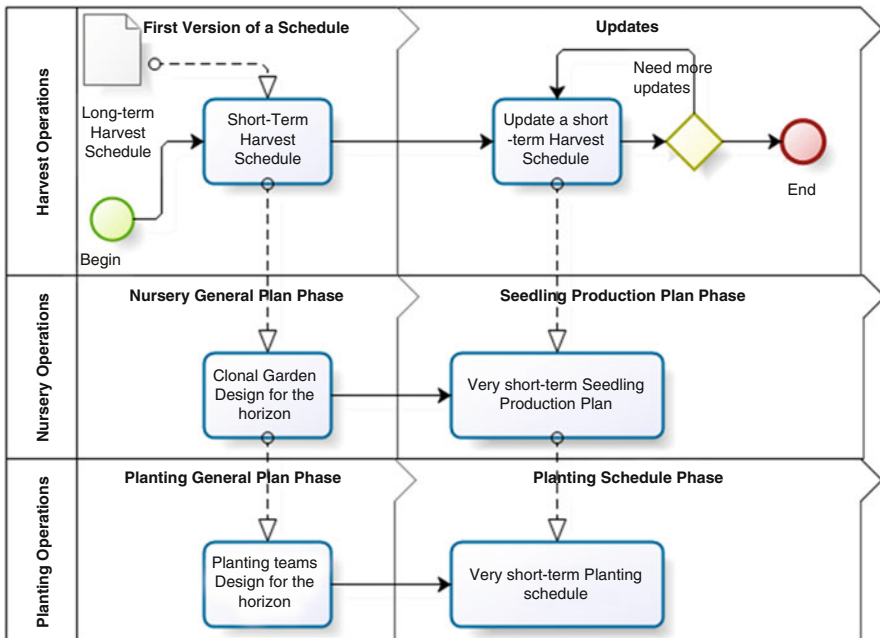 Harvest Operations
First Version of a Schedule
Updates
Long-term
Harvest
Schedule
Begin
Short-Term
Harvest
Schedule
Update a short
-term Harvest
Schedule
Need more
updates
End
Nursery Operations
Nursery General Plan Phase
Seedling Production Plan Phase
Clonal Garden
Design for the
horizon
Very short-term Seedling
Production Plan
Planting Operations
Planting General Plan Phase
Planting Schedule Phase
Planting teams
Design for the
horizon
Very short-term Planting
schedule